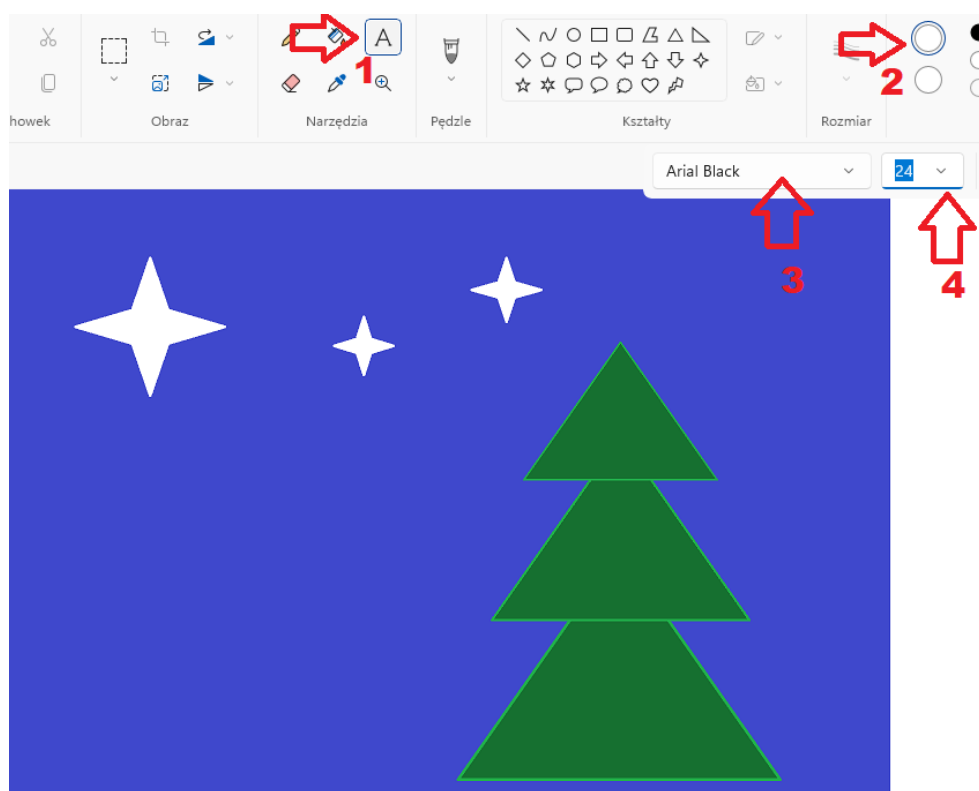 A
1
2
howek
Obraz
Narzędzia
Pędzle
Kształty
Rozmiar
Arial Black
24
3
4